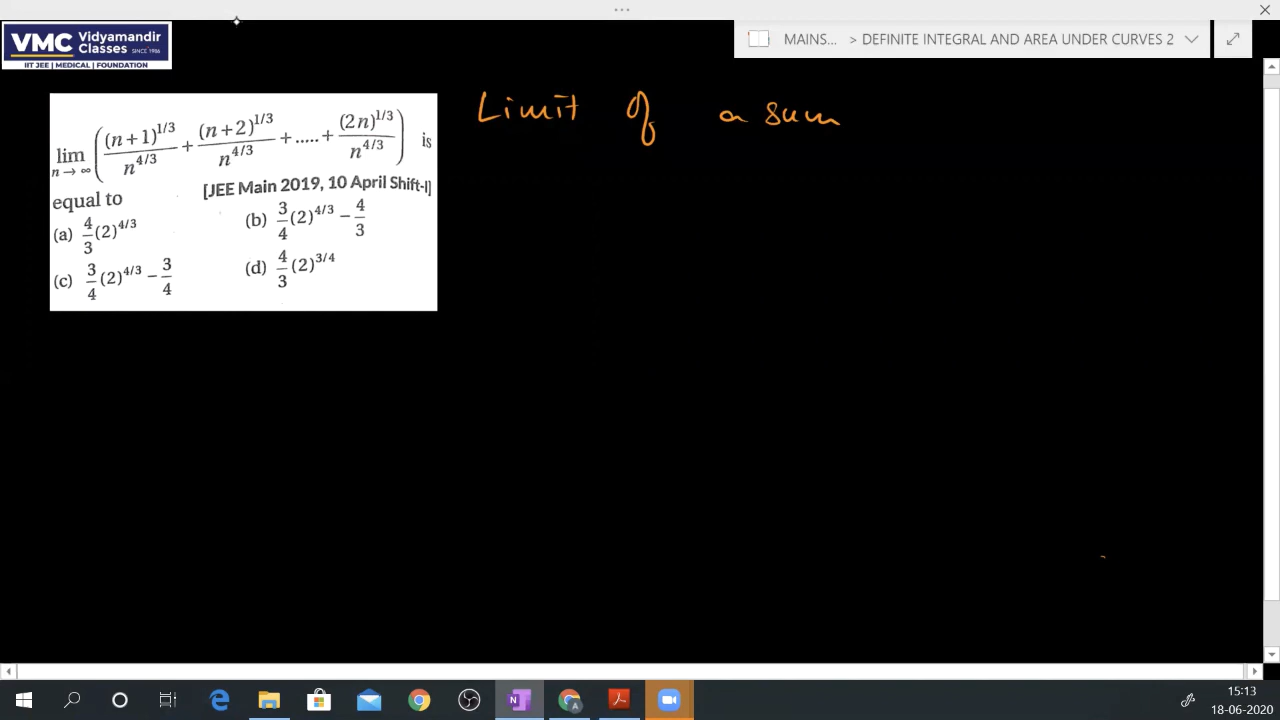 VMC Vidyamandir Classes SINCE 1986
IIT JEE | MEDICAL | FOUNDATION
MAINS... > DEFINITE INTEGRAL AND AREA UNDER CURVES 2
Limit of a sum
lim n → ∞ ( (n+1)^1/3 / n^4/3 + (n+2)^1/3 / n^4/3 + ..... + (2n)^1/3 / n^4/3 ) is
equal to [JEE Main 2019, 10 April Shift-I]
(a) 4/3 (2)^4/3 (b) 3/4 (2)^4/3 − 4/3
(c) 3/4 (2)^4/3 − 3/4 (d) 4/3 (2)^3/4
15:13
18-06-2020